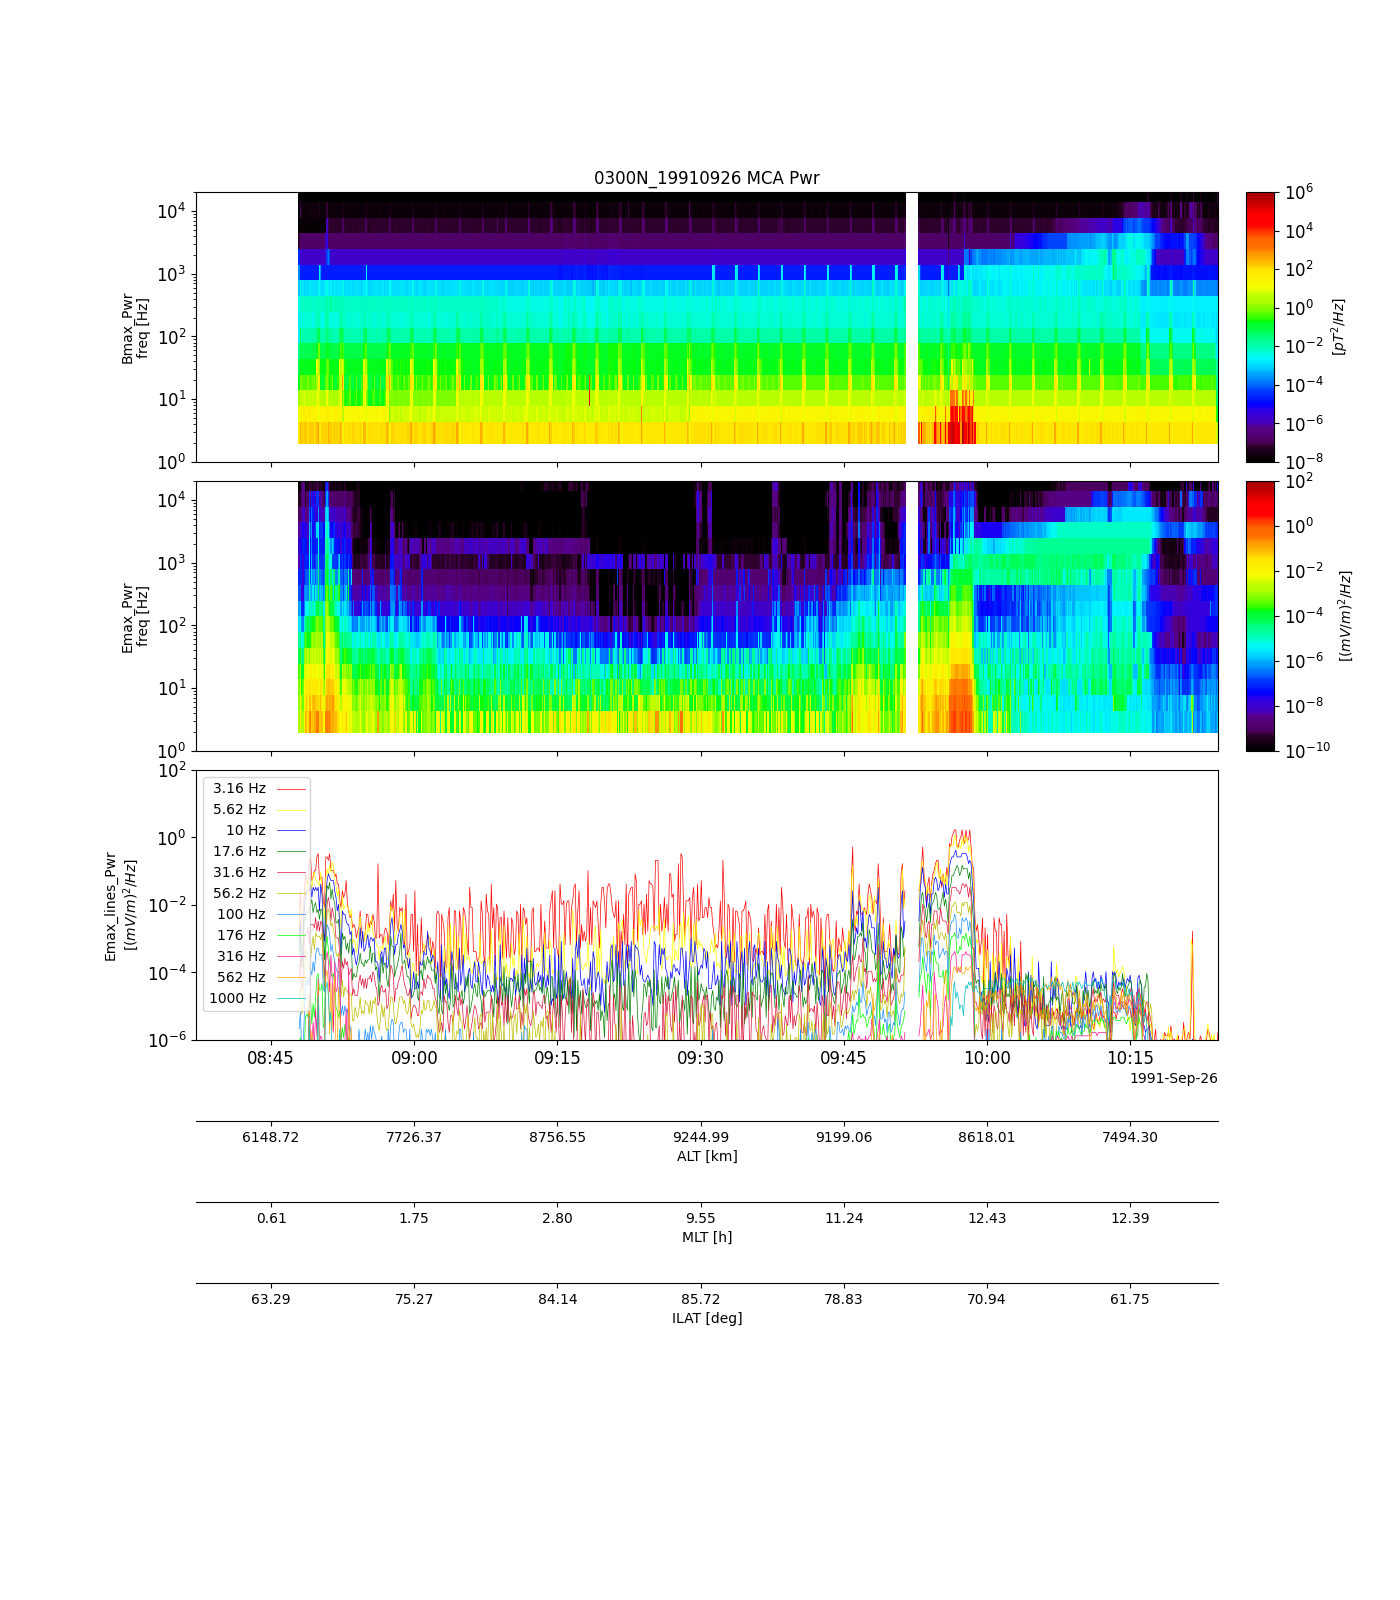 0300N_19910926 MCA Pwr
10^4
10^3
10^2
10^1
10^0
Bmax_Pwr
freq [Hz]
10^6
10^4
10^2
10^0
10^-2
10^-4
10^-6
10^-8
[pT^2/Hz]
10^4
10^3
10^2
10^1
10^0
Emax_Pwr
freq [Hz]
10^2
10^0
10^-2
10^-4
10^-6
10^-8
10^-10
[(mV/m)^2/Hz]
10^2
10^0
10^-2
10^-4
10^-6
Emax_lines_Pwr
[(mV/m)^2/Hz]
3.16 Hz
5.62 Hz
10 Hz
17.6 Hz
31.6 Hz
56.2 Hz
100 Hz
176 Hz
316 Hz
562 Hz
1000 Hz
08:45 09:00 09:15 09:30 09:45 10:00 10:15
1991-Sep-26
6148.72 7726.37 8756.55 9244.99 9199.06 8618.01 7494.30
ALT [km]
0.61 1.75 2.80 9.55 11.24 12.43 12.39
MLT [h]
63.29 75.27 84.14 85.72 78.83 70.94 61.75
ILAT [deg]